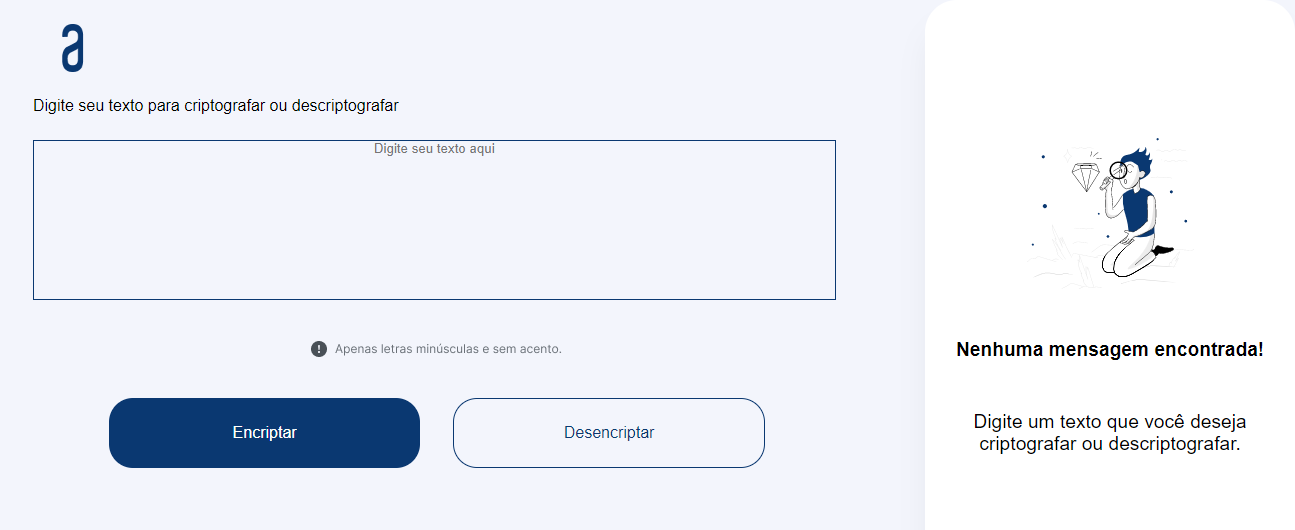 a
Digite seu texto para criptografar ou descriptografar
Digite seu texto aqui
! Apenas letras minúsculas e sem acento.
Encriptar
Desencriptar
Nenhuma mensagem encontrada!
Digite um texto que você deseja
criptografar ou descriptografar.